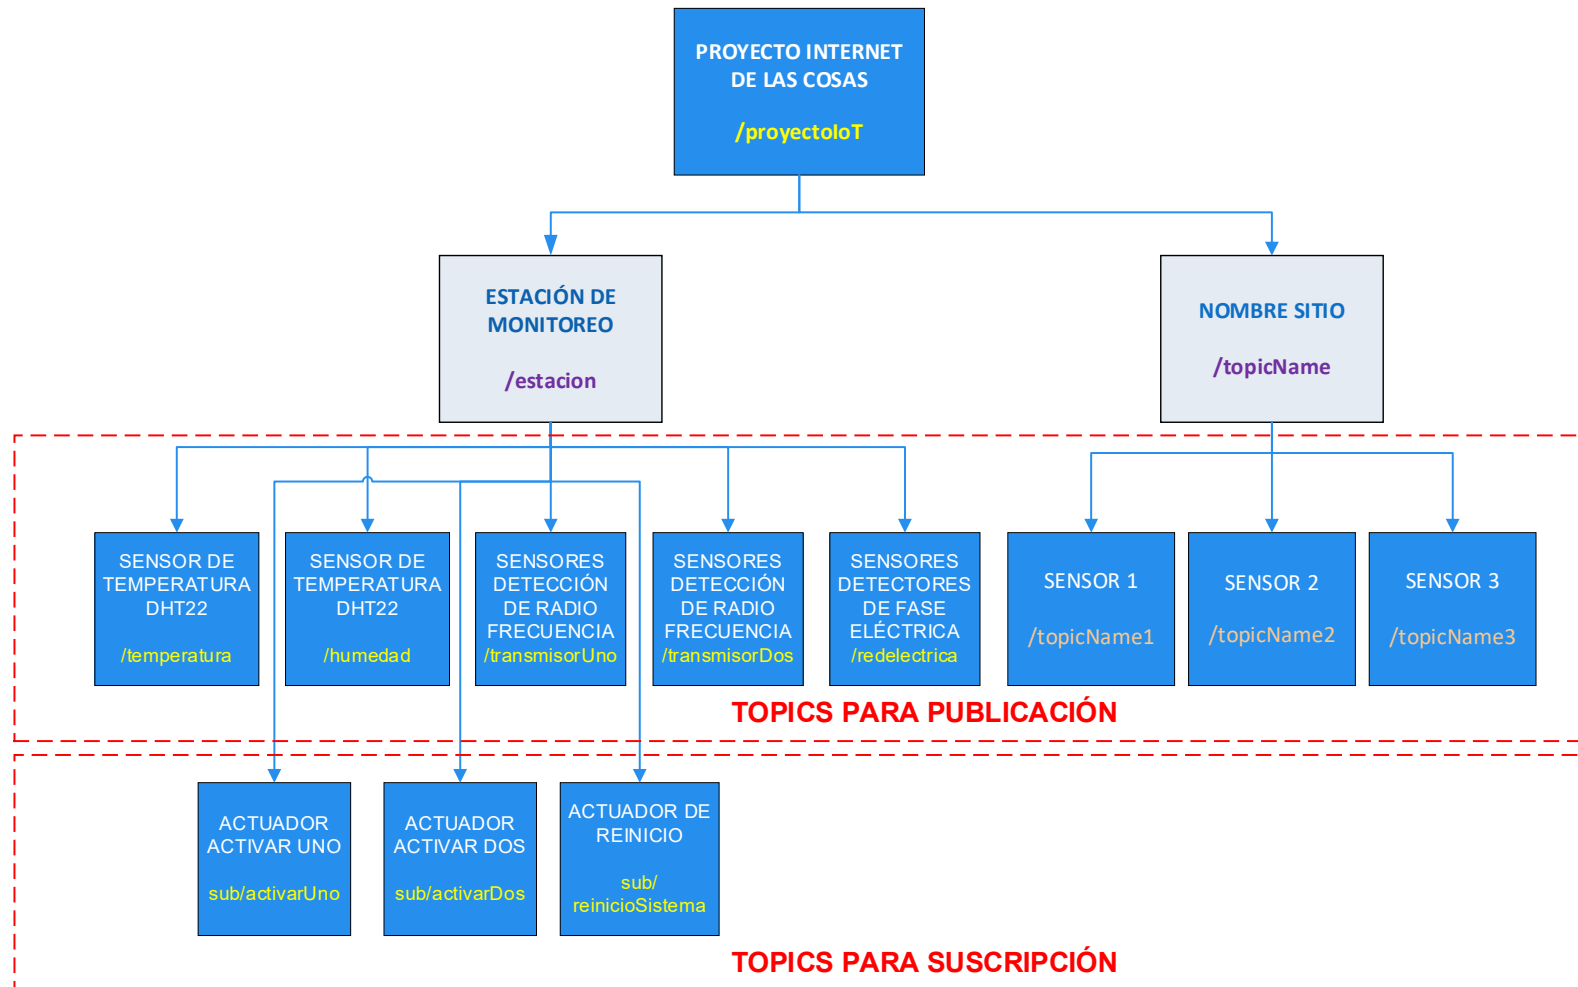 PROYECTO INTERNET
DE LAS COSAS
/proyectoIoT
ESTACIÓN DE
MONITOREO
/estacion
NOMBRE SITIO
/topicName
SENSOR DE
TEMPERATURA
DHT22
/temperatura
SENSOR DE
TEMPERATURA
DHT22
/humedad
SENSORES
DETECCIÓN
DE RADIO
FRECUENCIA
/transmisorUno
SENSORES
DETECCIÓN
DE RADIO
FRECUENCIA
/transmisorDos
SENSORES
DETECTORES
DE FASE
ELÉCTRICA
/redelectrica
SENSOR 1
/topicName1
SENSOR 2
/topicName2
SENSOR 3
/topicName3
TOPICS PARA PUBLICACIÓN
ACTUADOR
ACTIVAR UNO
sub/activarUno
ACTUADOR
ACTIVAR DOS
sub/activarDos
ACTUADOR DE
REINICIO
sub/
reinicioSistema
TOPICS PARA SUSCRIPCIÓN